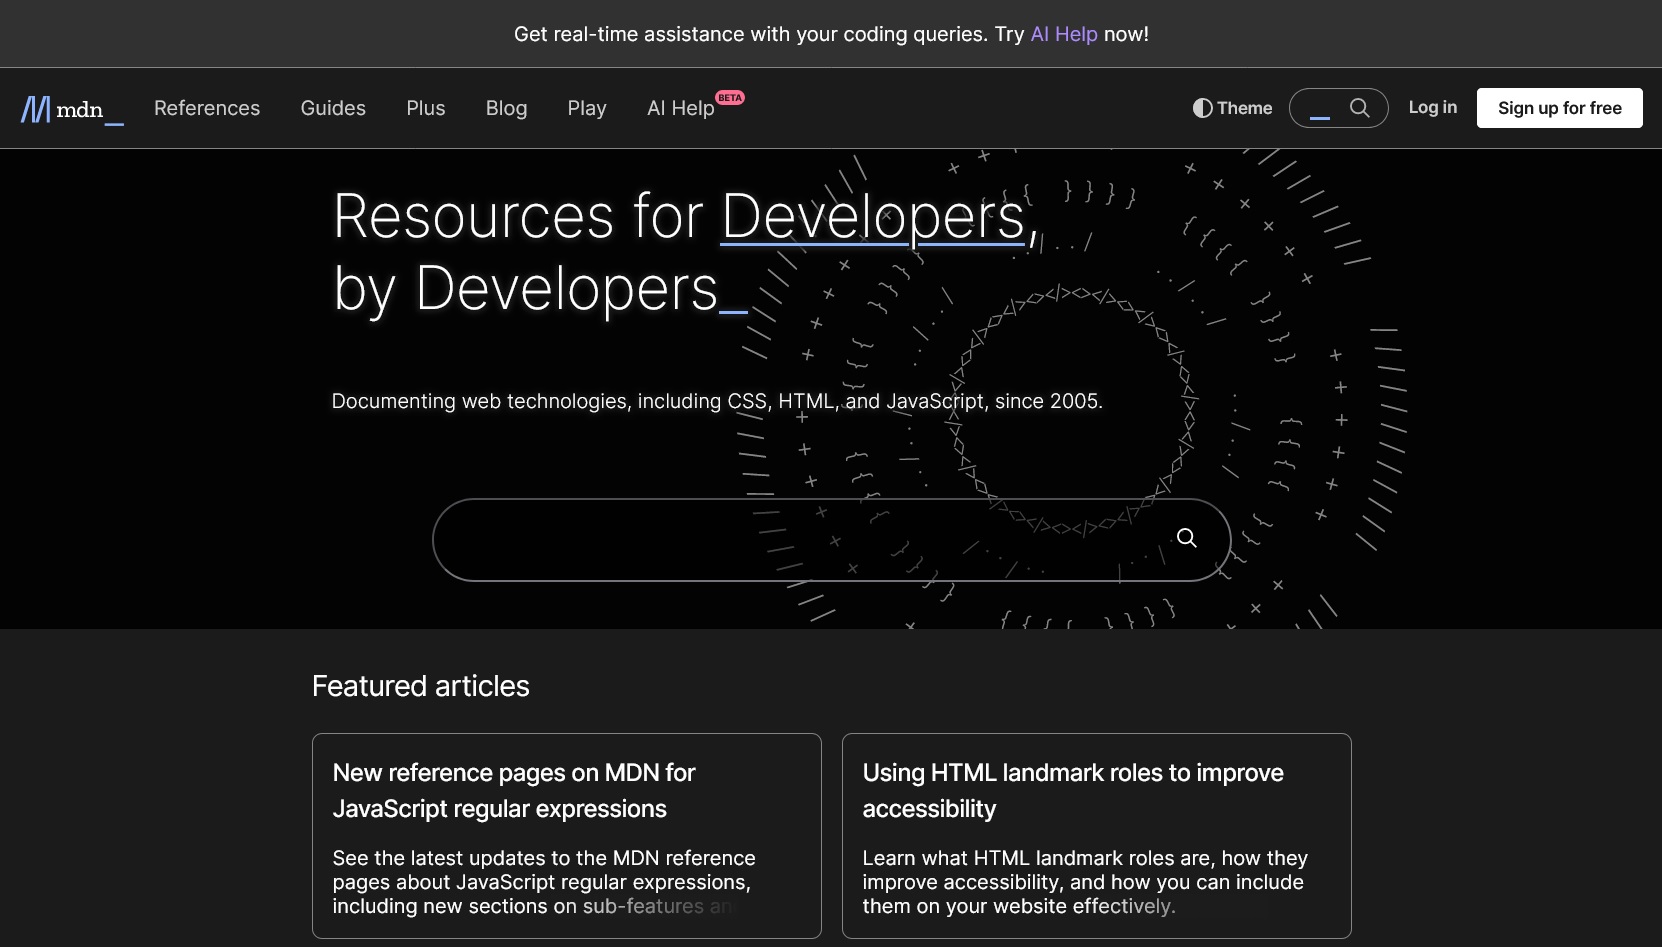 Get real-time assistance with your coding queries. Try AI Help now!
mdn_
References
Guides
Plus
Blog
Play
AI Help BETA
Theme
Log in
Sign up for free
Resources for Developers,
by Developers_
Documenting web technologies, including CSS, HTML, and JavaScript, since 2005.
Featured articles
New reference pages on MDN for
JavaScript regular expressions
See the latest updates to the MDN reference
pages about JavaScript regular expressions,
including new sections on sub-features an
Using HTML landmark roles to improve
accessibility
Learn what HTML landmark roles are, how they
improve accessibility, and how you can include
them on your website effectively.